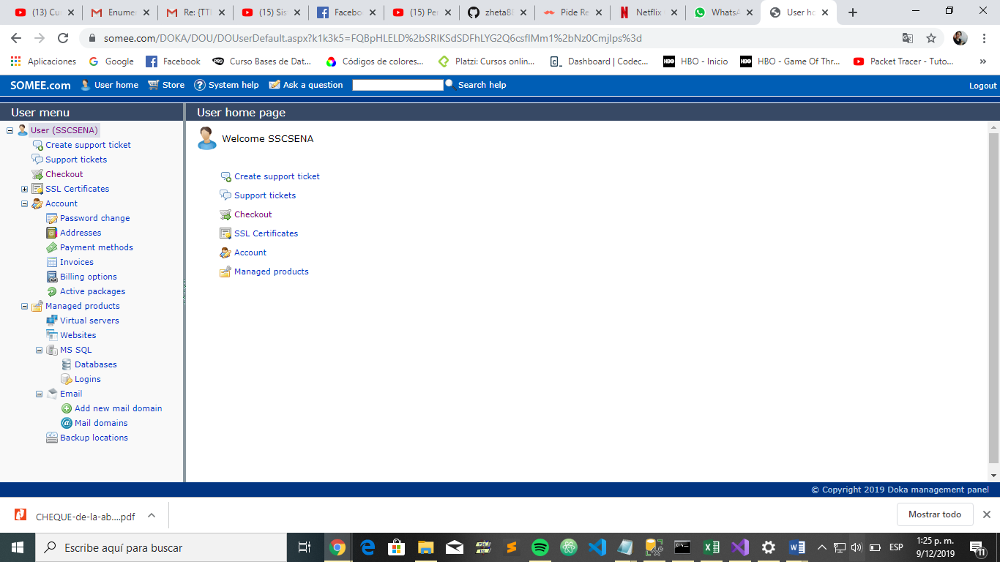 (13) Cu
Enumer
Re: {TTI
(15) Sis
Facebo
(15) Per
zheta88
Pide Re
Netflix
WhatsA
User ho
somee.com/DOKA/DOU/DOUserDefault.aspx?k1k3k5=FQBpHLELD%2bSRIKSdSDFhLYG2Q6csfIMm1%2bNz0CmjIps%3d
Aplicaciones
Google
Facebook
Curso Bases de Dat...
Códigos de colores...
Platzi: Cursos onlin...
Dashboard | Codec...
HBO - Inicio
HBO - Game Of Thr...
Packet Tracer - Tuto...
»
SOMEE.com
User home
Store
System help
Ask a question
Search help
Logout
User menu
User home page
User (SSCSENA)
Create support ticket
Support tickets
Checkout
SSL Certificates
Account
Password change
Addresses
Payment methods
Invoices
Billing options
Active packages
Managed products
Virtual servers
Websites
MS SQL
Databases
Logins
Email
Add new mail domain
Mail domains
Backup locations
Welcome SSCSENA
Create support ticket
Support tickets
Checkout
SSL Certificates
Account
Managed products
© Copyright 2019 Doka management panel
CHEQUE-de-la-ab....pdf
Mostrar todo
Escribe aquí para buscar
ESP
1:25 p. m.
9/12/2019
11